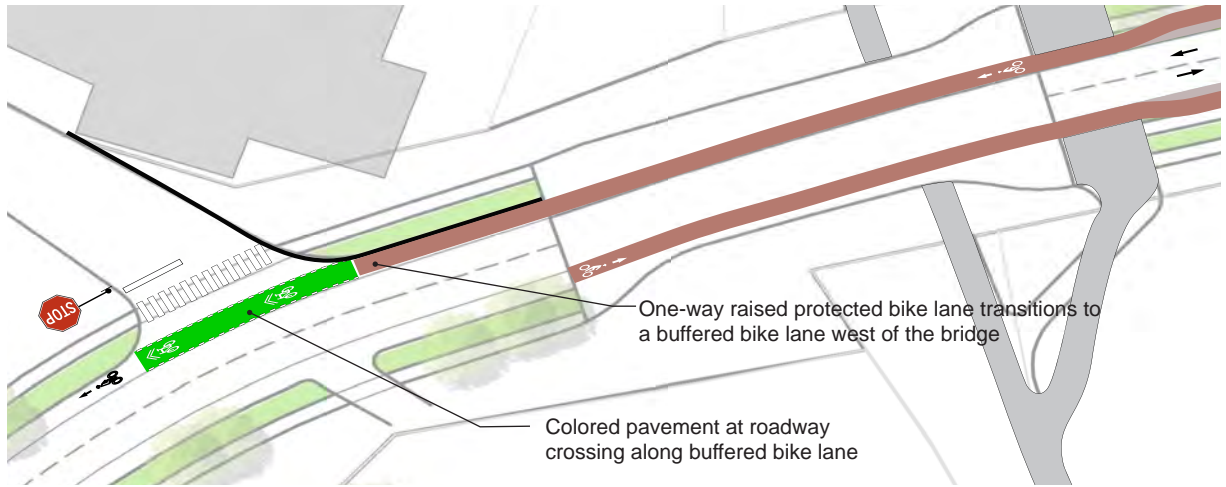 STOP
One-way raised protected bike lane transitions to
a buffered bike lane west of the bridge
Colored pavement at roadway
crossing along buffered bike lane